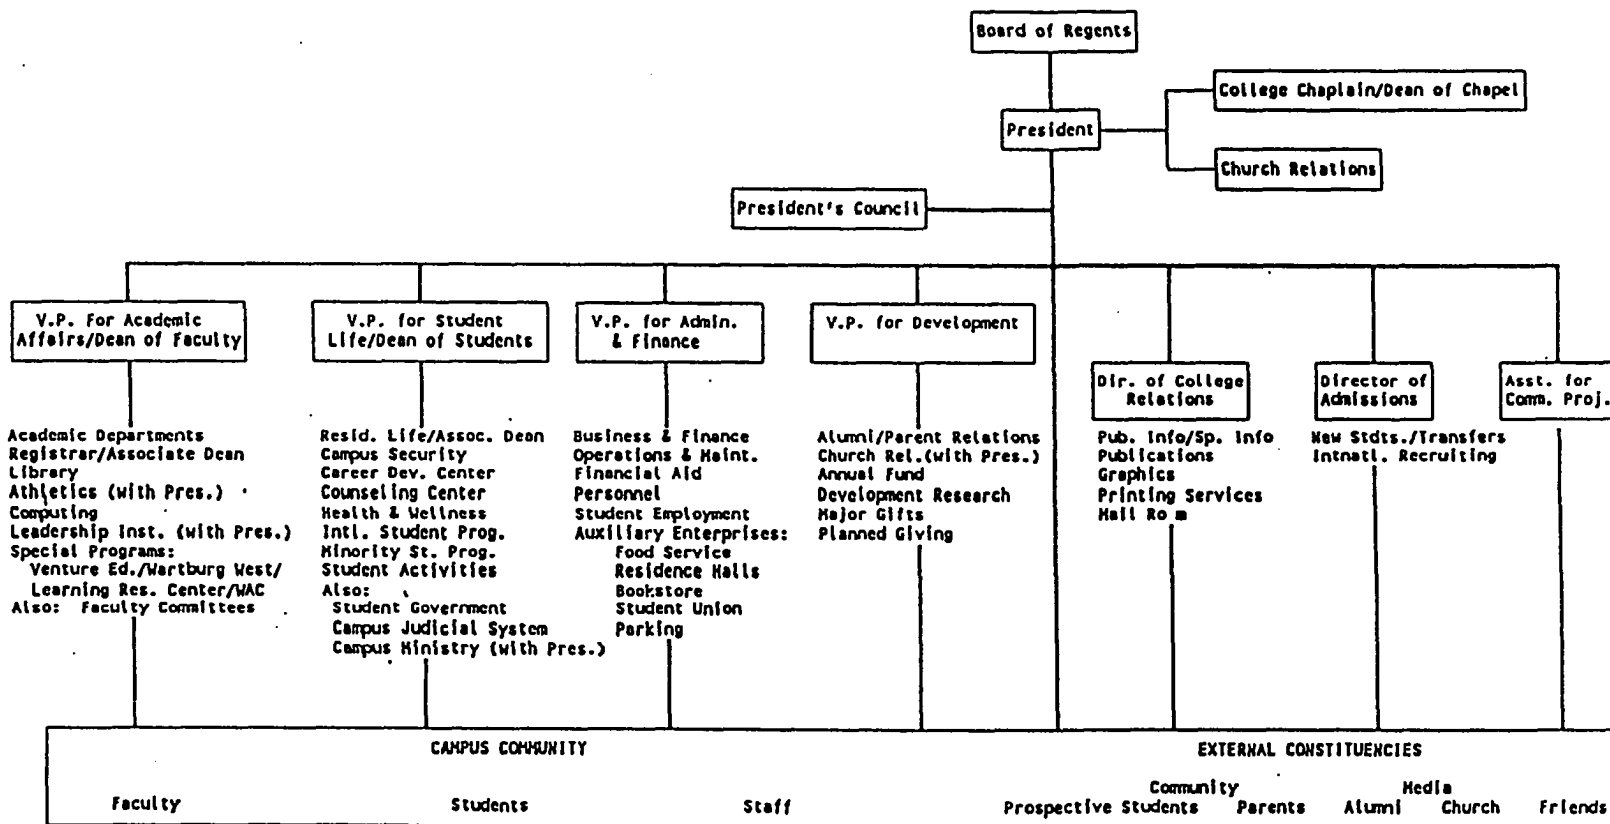 Board of Regents
College Chaplain/Dean of Chapel
President
Church Relations
President's Council
V.P. For Academic
Affairs/Dean of Faculty
V.P. for Student
Life/Dean of Students
V.P. for Admin.
& Finance
V.P. for Development
Dir. of College
Relations
Director of
Admissions
Asst. for
Comm. Proj.
Academic Departments
Registrar/Associate Dean
Library
Athletics (with Pres.)
Computing
Leadership Inst. (with Pres.)
Special Programs:
Venture Ed./Wartburg West/
Learning Res. Center/WAC
Also: Faculty Committees
Resid. Life/Assoc. Dean
Campus Security
Career Dev. Center
Counseling Center
Health & Wellness
Intl. Student Prog.
Minority St. Prog.
Student Activities
Also:
Student Government
Campus Judicial System
Campus Ministry (with Pres.)
Business & Finance
Operations & Maint.
Financial Aid
Personnel
Student Employment
Auxiliary Enterprises:
Food Service
Residence Halls
Bookstore
Student Union
Parking
Alumni/Parent Relations
Church Rel.(with Pres.)
Annual Fund
Development Research
Major Gifts
Planned Giving
Pub. Info/Sp. Info
Publications
Graphics
Printing Services
Mail Room
New Stdts./Transfers
Intnatl. Recruiting
CAMPUS COMMUNITY
Faculty Students Staff
EXTERNAL CONSTITUENCIES
Community Media
Prospective Students Parents Alumni Church Friends